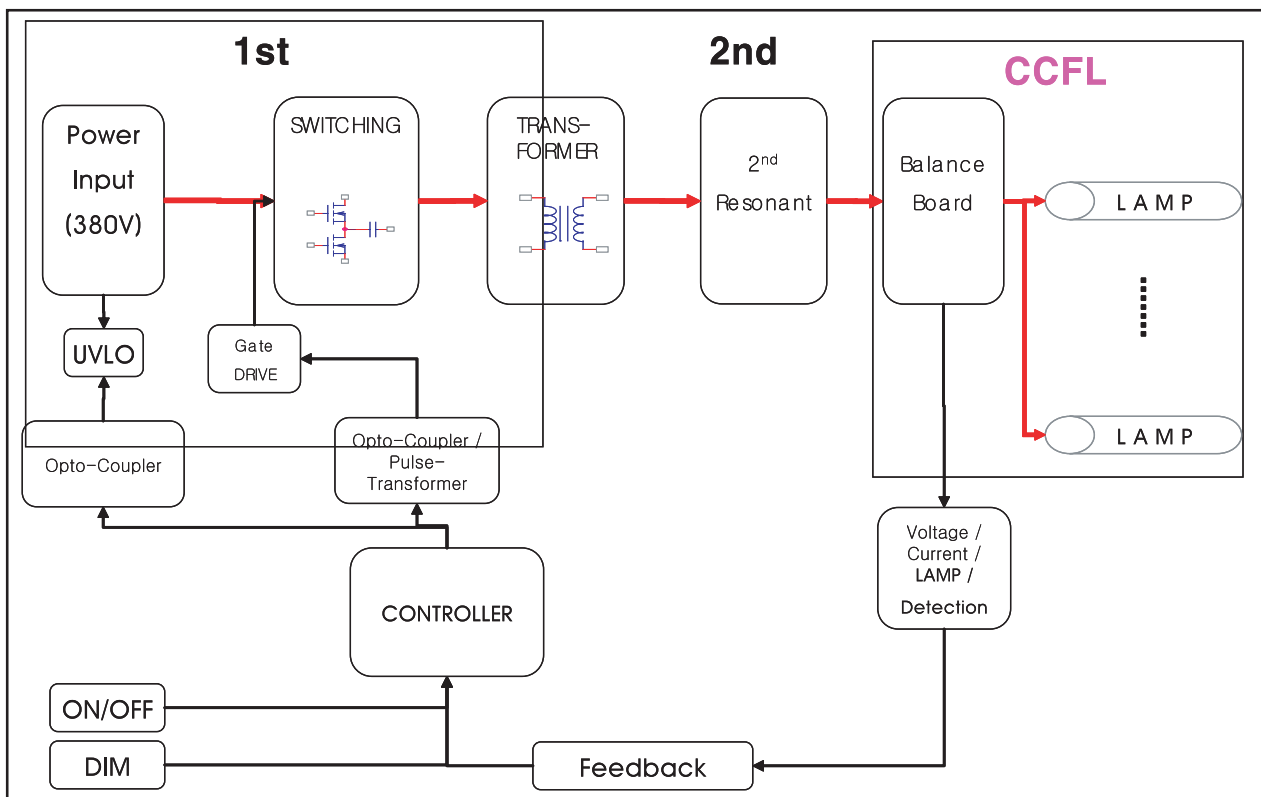 1st
2nd
CCFL
Power
Input
(380V)
SWITCHING
TRANS-
FORMER
2nd
Resonant
Balance
Board
LAMP
LAMP
UVLO
Gate
DRIVE
Opto-Coupler
Opto-Coupler /
Pulse-
Transformer
CONTROLLER
Voltage /
Current /
LAMP /
Detection
ON/OFF
DIM
Feedback